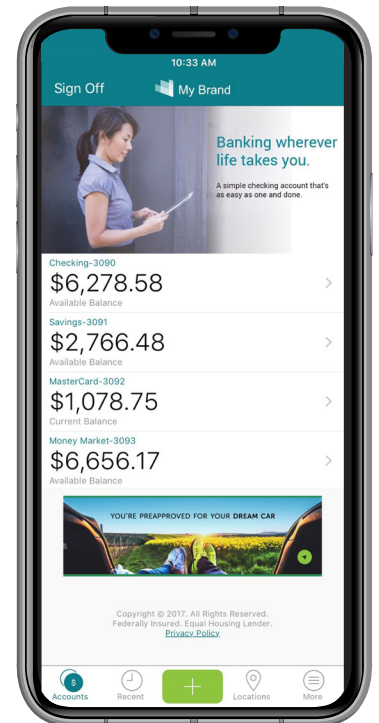 10:33 AM
Sign Off
My Brand
Banking wherever
life takes you.
A simple checking account that's
as easy as one and done.
Checking-3090
$6,278.58
Available Balance
Savings-3091
$2,766.48
Available Balance
MasterCard-3092
$1,078.75
Current Balance
Money Market-3093
$6,656.17
Available Balance
YOU'RE PREAPPROVED FOR YOUR DREAM CAR
Copyright © 2017. All Rights Reserved.
Federally Insured. Equal Housing Lender.
Privacy Policy
$
Accounts
Recent
Locations
More